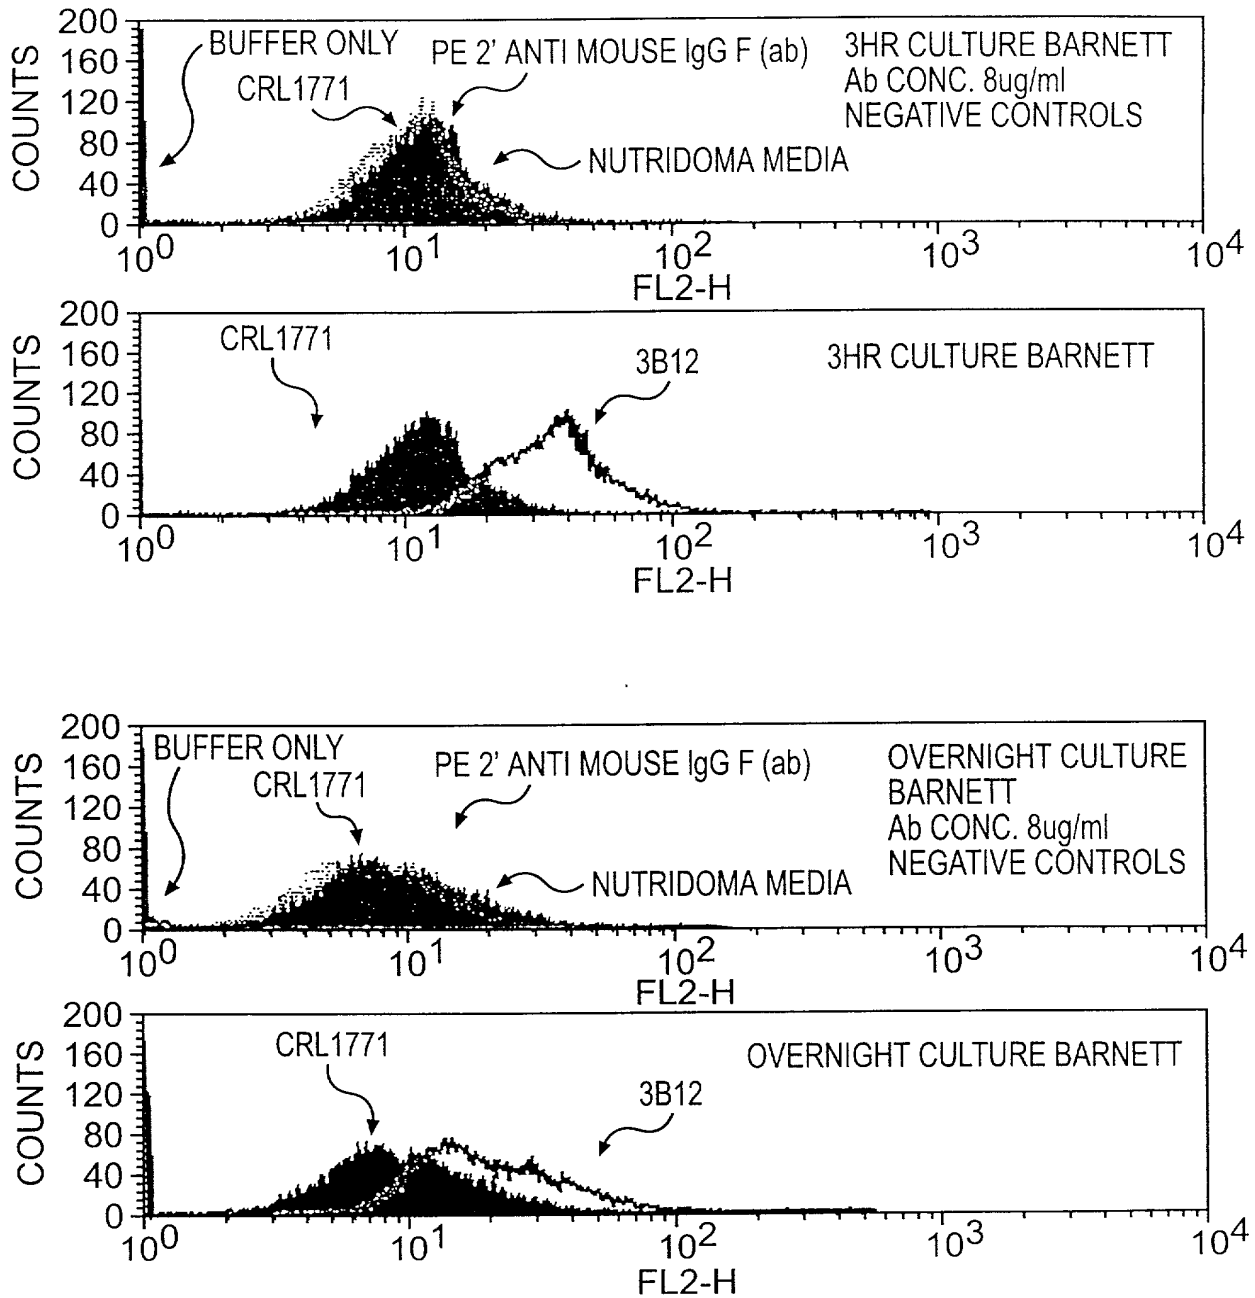 200
160
120
80
40
0
COUNTS
BUFFER ONLY
CRL1771
PE 2' ANTI MOUSE IgG F (ab)
NUTRIDOMA MEDIA
3HR CULTURE BARNETT
Ab CONC. 8ug/ml
NEGATIVE CONTROLS
10^0 10^1 10^2 10^3 10^4
FL2-H
200
160
120
80
40
0
COUNTS
CRL1771
3B12
3HR CULTURE BARNETT
10^0 10^1 10^2 10^3 10^4
FL2-H
200
160
120
80
40
0
COUNTS
BUFFER ONLY
CRL1771
PE 2' ANTI MOUSE IgG F (ab)
NUTRIDOMA MEDIA
OVERNIGHT CULTURE
BARNETT
Ab CONC. 8ug/ml
NEGATIVE CONTROLS
10^0 10^1 10^2 10^3 10^4
FL2-H
200
160
120
80
40
0
COUNTS
CRL1771
3B12
OVERNIGHT CULTURE BARNETT
10^0 10^1 10^2 10^3 10^4
FL2-H